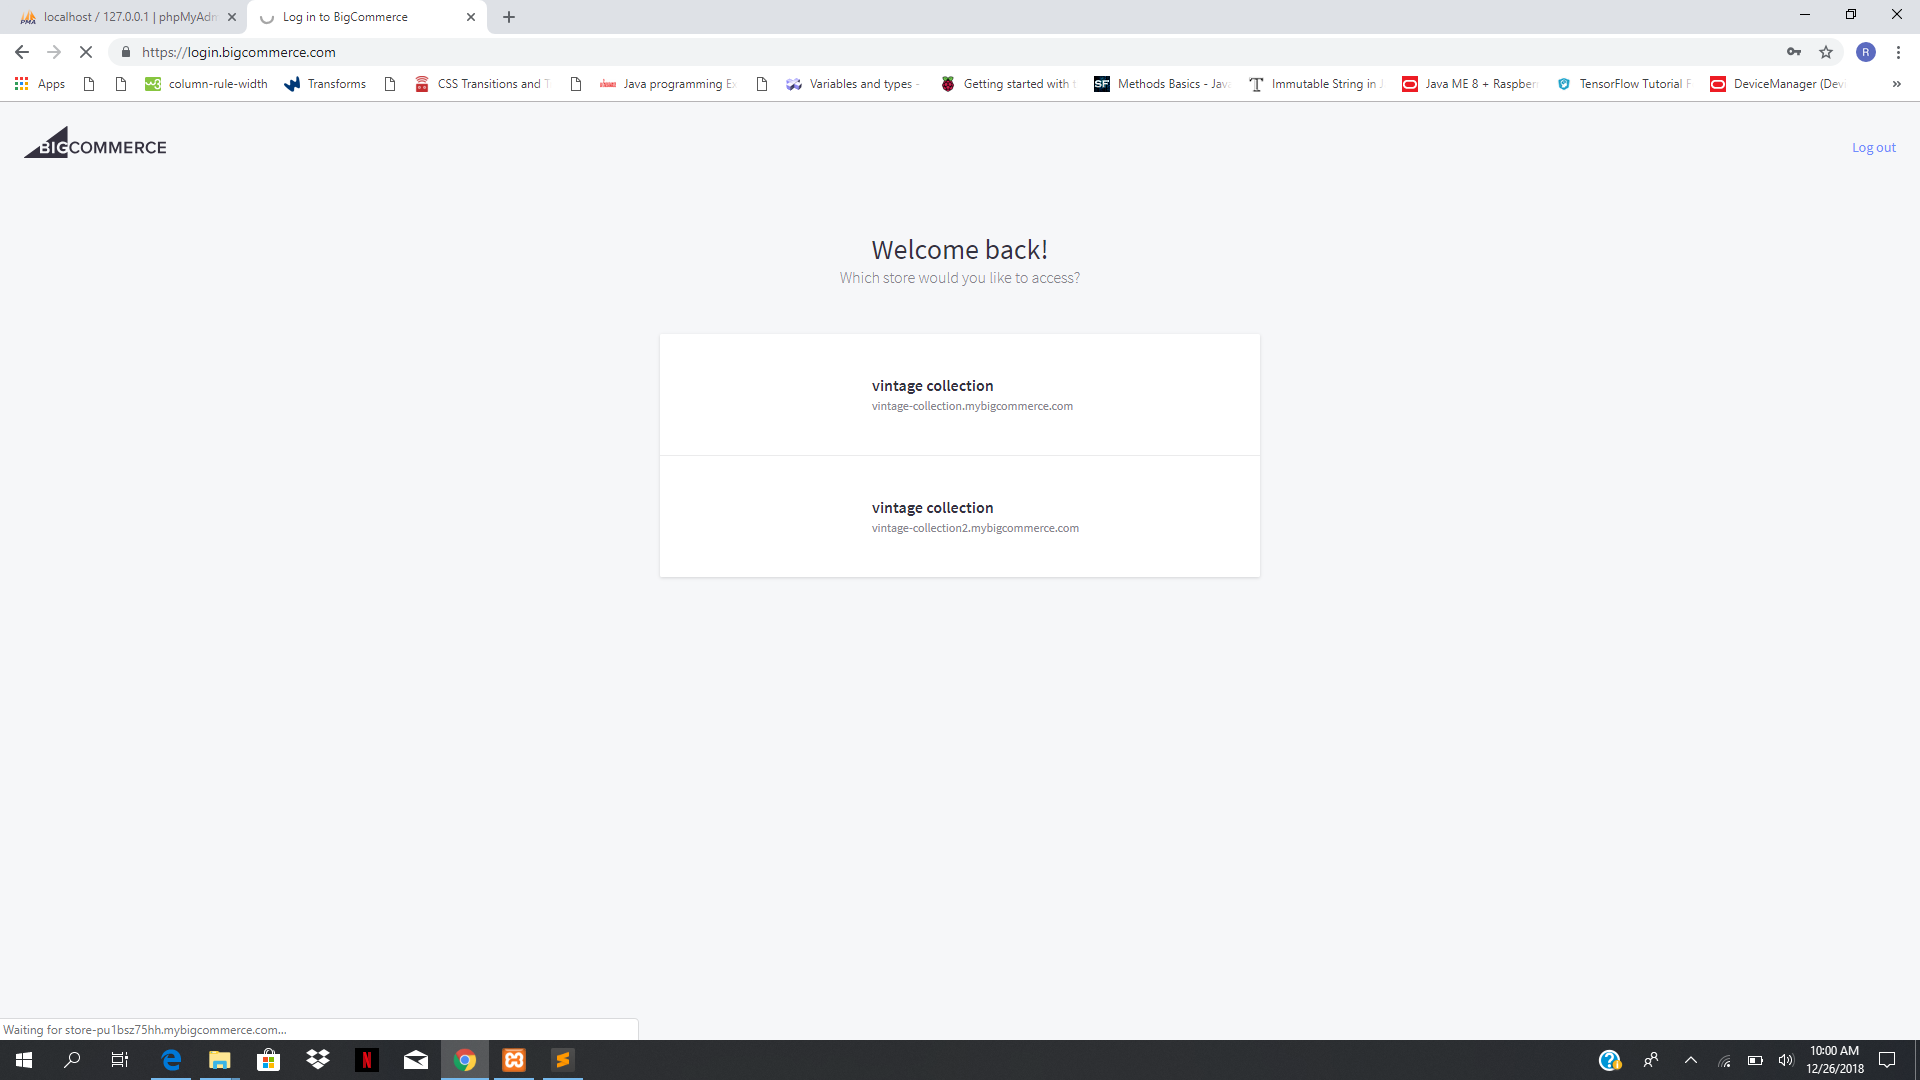 localhost / 127.0.0.1 | phpMyAdm
Log in to BigCommerce
https://login.bigcommerce.com
R
Apps
column-rule-width
Transforms
CSS Transitions and T
Java programming Ex
Variables and types -
Getting started with t
SF
Methods Basics - Java
Immutable String in J
Java ME 8 + Raspberr
TensorFlow Tutorial F
DeviceManager (Devi
BIGCOMMERCE
Log out
Welcome back!
Which store would you like to access?
vintage collection
vintage-collection.mybigcommerce.com
vintage collection
vintage-collection2.mybigcommerce.com
Waiting for store-pu1bsz75hh.mybigcommerce.com...
10:00 AM
12/26/2018